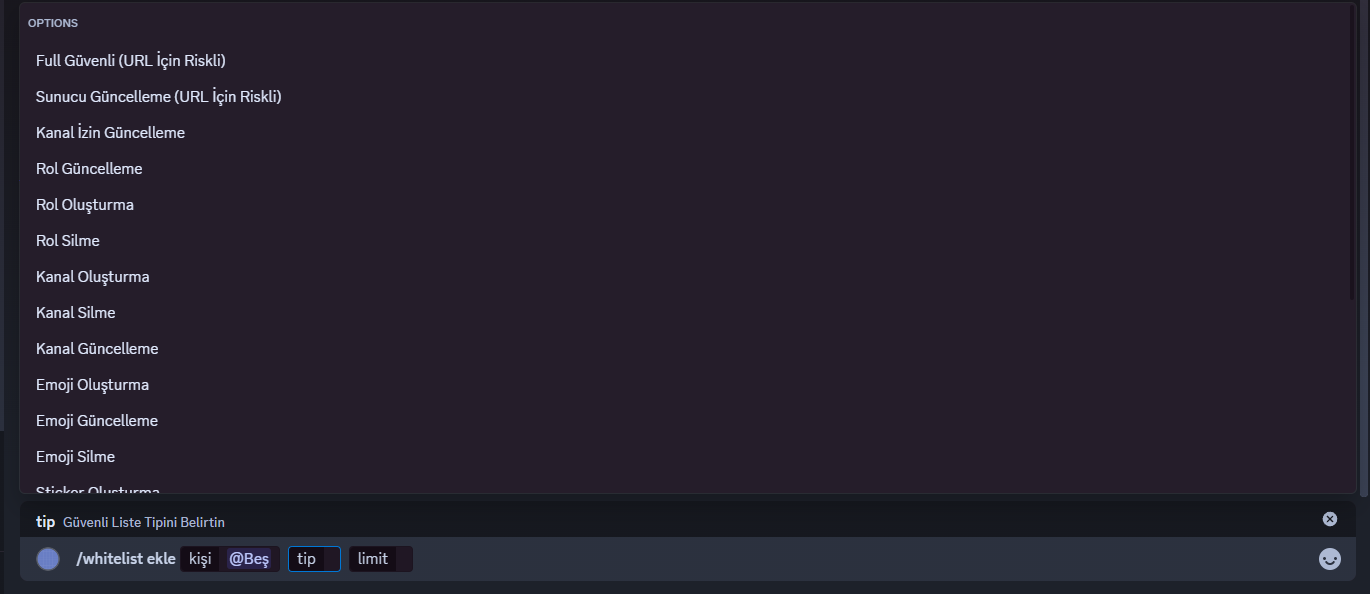 OPTIONS
Full Güvenli (URL İçin Riskli)
Sunucu Güncelleme (URL İçin Riskli)
Kanal İzin Güncelleme
Rol Güncelleme
Rol Oluşturma
Rol Silme
Kanal Oluşturma
Kanal Silme
Kanal Güncelleme
Emoji Oluşturma
Emoji Güncelleme
Emoji Silme
Sticker Oluşturma
tip Güvenli Liste Tipini Belirtin
/whitelist ekle kişi @Beş tip limit